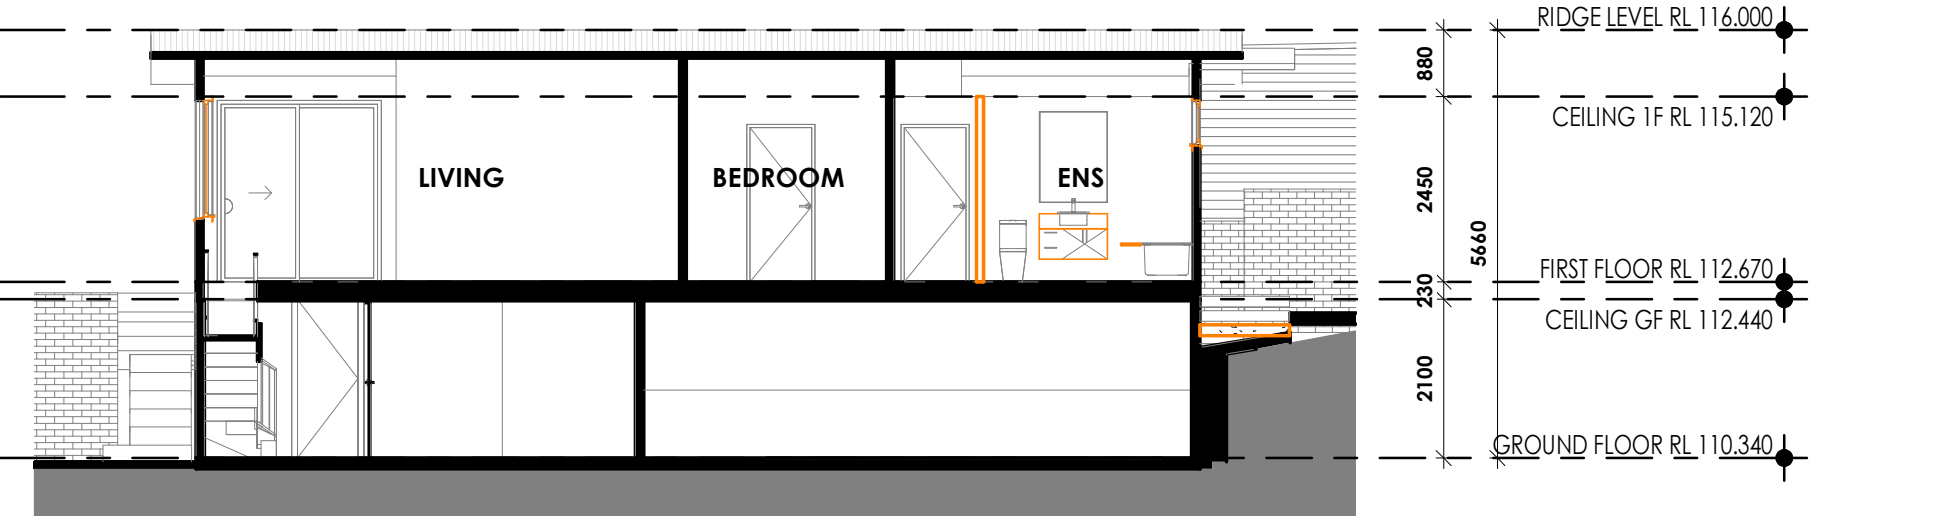 RIDGE LEVEL RL 116.000
880
CEILING 1F RL 115.120
LIVING
BEDROOM
ENS
2450
5660
FIRST FLOOR RL 112.670
230
CEILING GF RL 112.440
2100
GROUND FLOOR RL 110.340